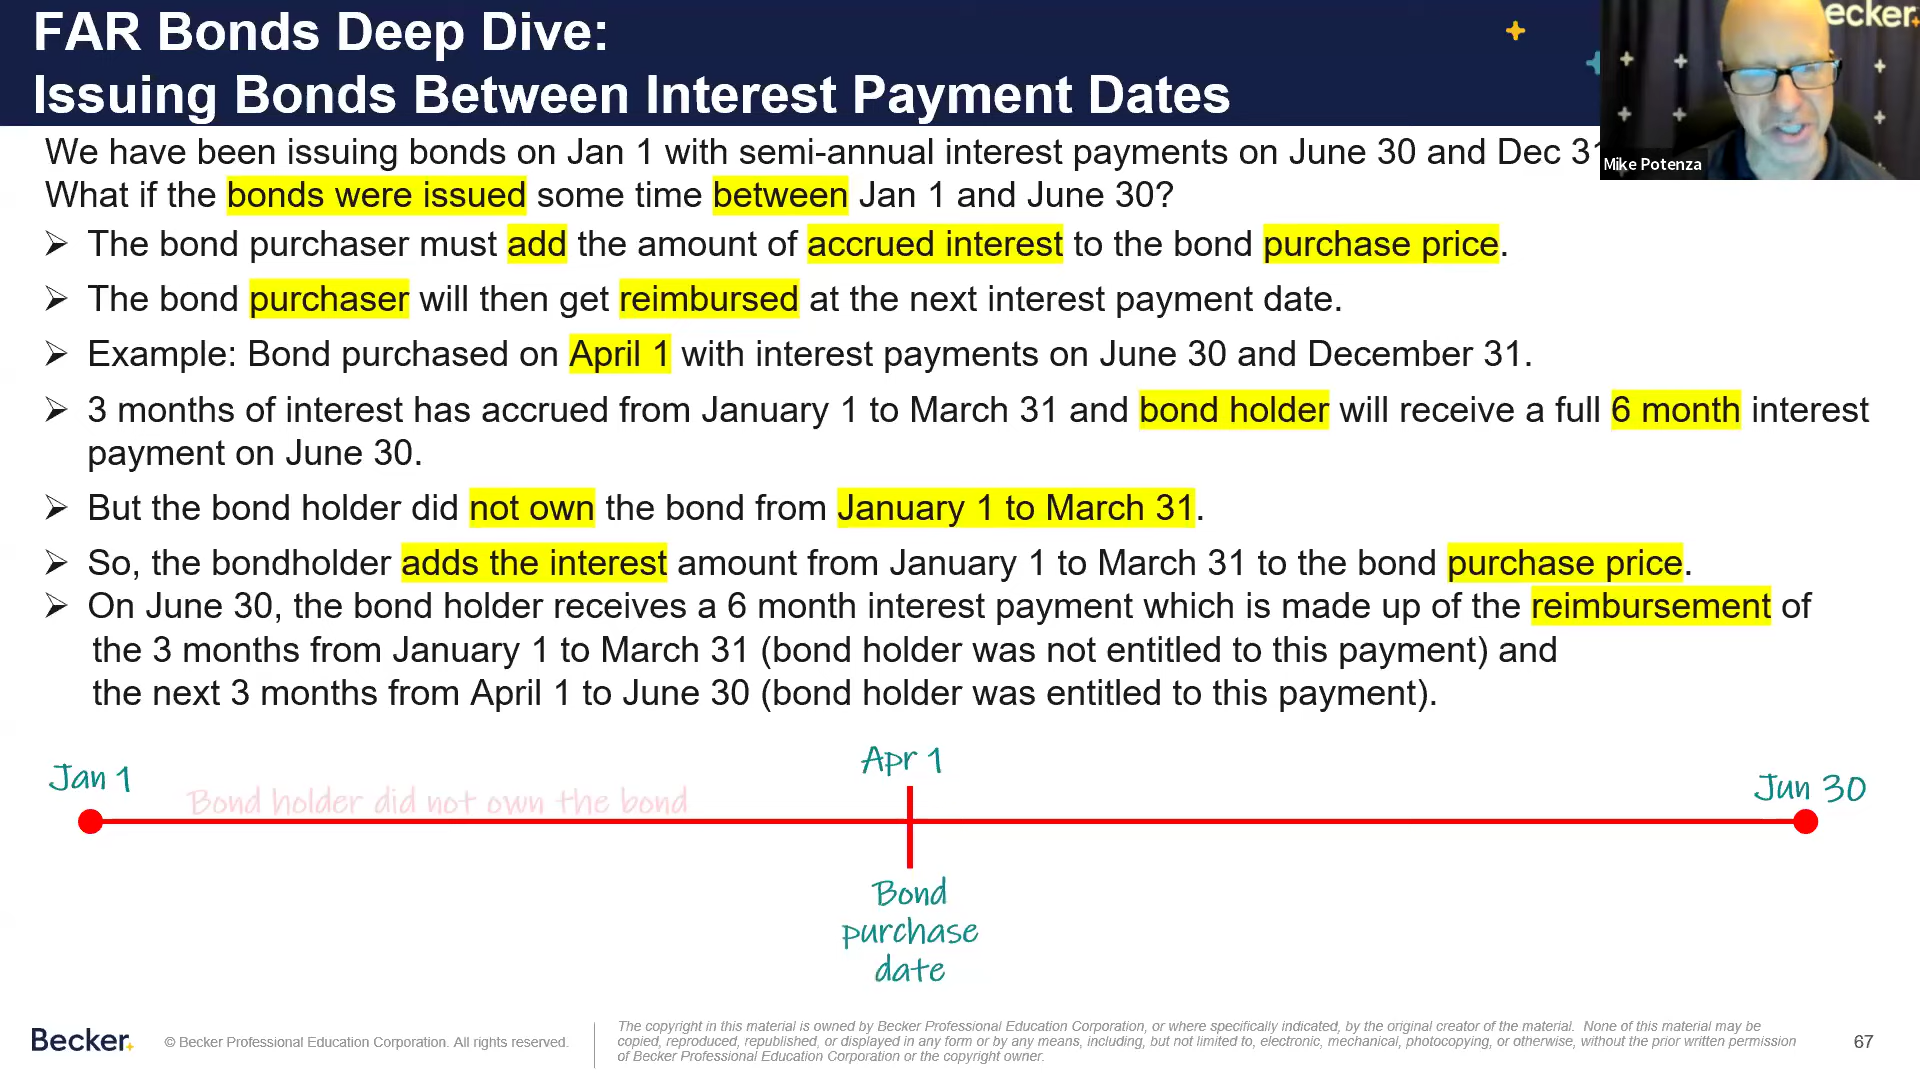 FAR Bonds Deep Dive:
Issuing Bonds Between Interest Payment Dates
ecker
Mike Potenza
We have been issuing bonds on Jan 1 with semi-annual interest payments on June 30 and Dec 31
What if the bonds were issued some time between Jan 1 and June 30?
➢ The bond purchaser must add the amount of accrued interest to the bond purchase price.
➢ The bond purchaser will then get reimbursed at the next interest payment date.
➢ Example: Bond purchased on April 1 with interest payments on June 30 and December 31.
➢ 3 months of interest has accrued from January 1 to March 31 and bond holder will receive a full 6 month interest
payment on June 30.
➢ But the bond holder did not own the bond from January 1 to March 31.
➢ So, the bondholder adds the interest amount from January 1 to March 31 to the bond purchase price.
➢ On June 30, the bond holder receives a 6 month interest payment which is made up of the reimbursement of
the 3 months from January 1 to March 31 (bond holder was not entitled to this payment) and
the next 3 months from April 1 to June 30 (bond holder was entitled to this payment).
Jan 1
Bond holder did not own the bond
Apr 1
Jun 30
Bond
purchase
date
Becker.
© Becker Professional Education Corporation. All rights reserved.
The copyright in this material is owned by Becker Professional Education Corporation, or where specifically indicated, by the original creator of the material. None of this material may be
copied, reproduced, republished, or displayed in any form or by any means, including, but not limited to, electronic, mechanical, photocopying, or otherwise, without the prior written permission
of Becker Professional Education Corporation or the copyright owner.
67